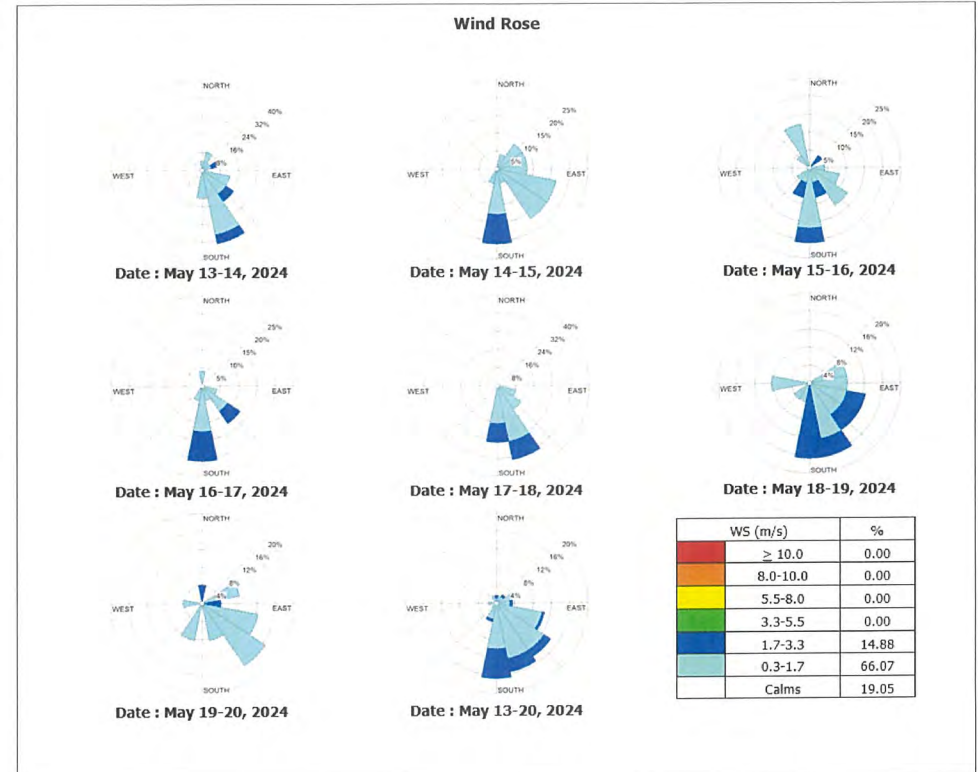 Wind Rose
NORTH
40%
32%
24%
16%
8%
WEST
EAST
SOUTH
Date : May 13-14, 2024
NORTH
25%
20%
15%
10%
5%
WEST
EAST
SOUTH
Date : May 14-15, 2024
NORTH
25%
20%
15%
10%
5%
WEST
EAST
SOUTH
Date : May 15-16, 2024
NORTH
25%
20%
15%
10%
5%
WEST
EAST
SOUTH
Date : May 16-17, 2024
NORTH
40%
32%
24%
16%
8%
WEST
EAST
SOUTH
Date : May 17-18, 2024
NORTH
20%
16%
12%
8%
4%
WEST
EAST
SOUTH
Date : May 18-19, 2024
NORTH
20%
16%
12%
8%
4%
WEST
EAST
SOUTH
Date : May 19-20, 2024
NORTH
20%
16%
12%
8%
4%
WEST
EAST
SOUTH
Date : May 13-20, 2024
WS (m/s) %
≥ 10.0 0.00
8.0-10.0 0.00
5.5-8.0 0.00
3.3-5.5 0.00
1.7-3.3 14.88
0.3-1.7 66.07
Calms 19.05